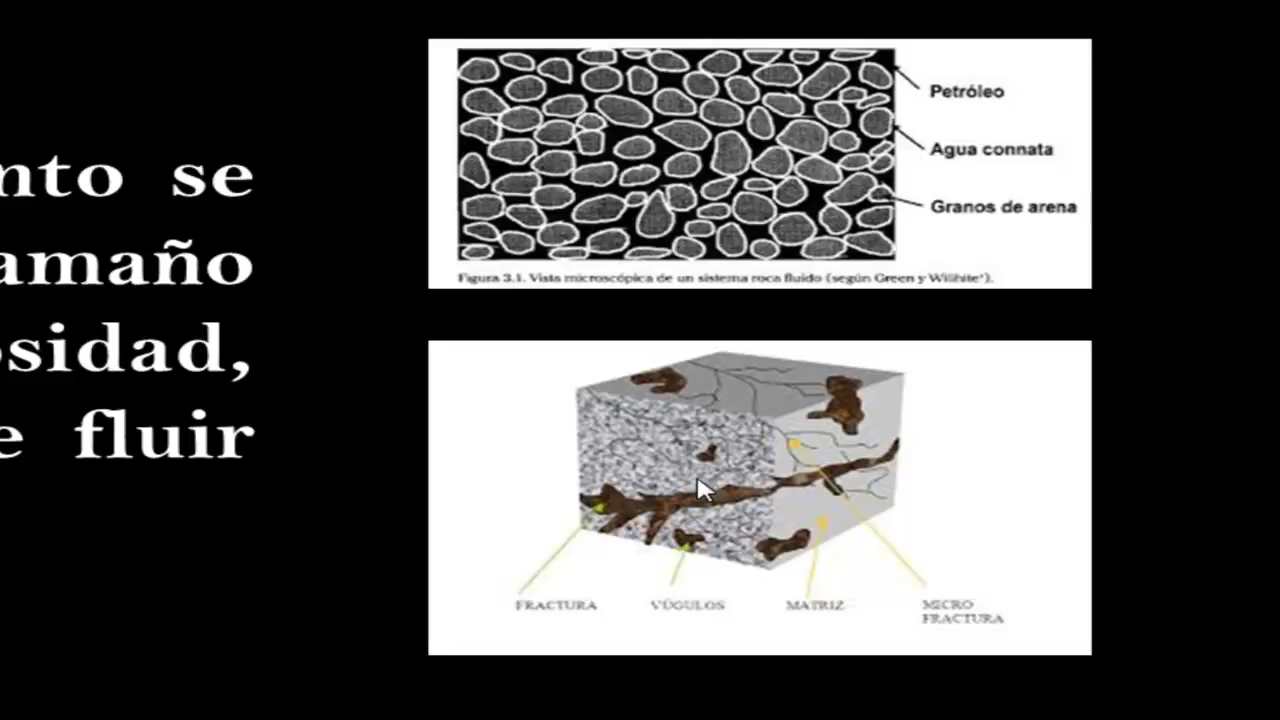 nto se
amaño
osidad,
e fluir
Petróleo
Agua connata
Granos de arena
Figura 3.1. Vista microscópica de un sistema roca fluido (según Green y Willhite⁺).
FRACTURA
VÚGULOS
MATRIZ
MICRO
FRACTURA